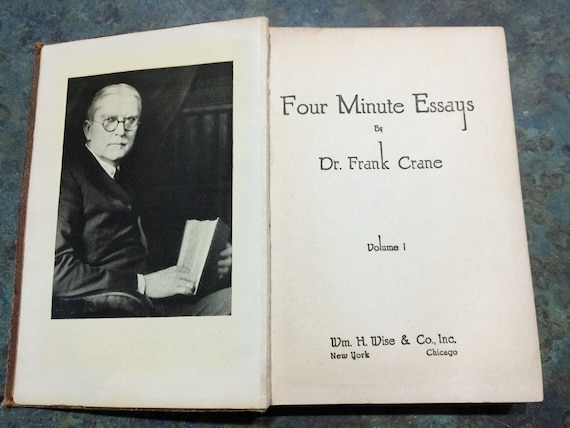 Four Minute Essays
By
Dr. Frank Crane
Volume 1
Wm. H. Wise & Co., Inc.
New York Chicago